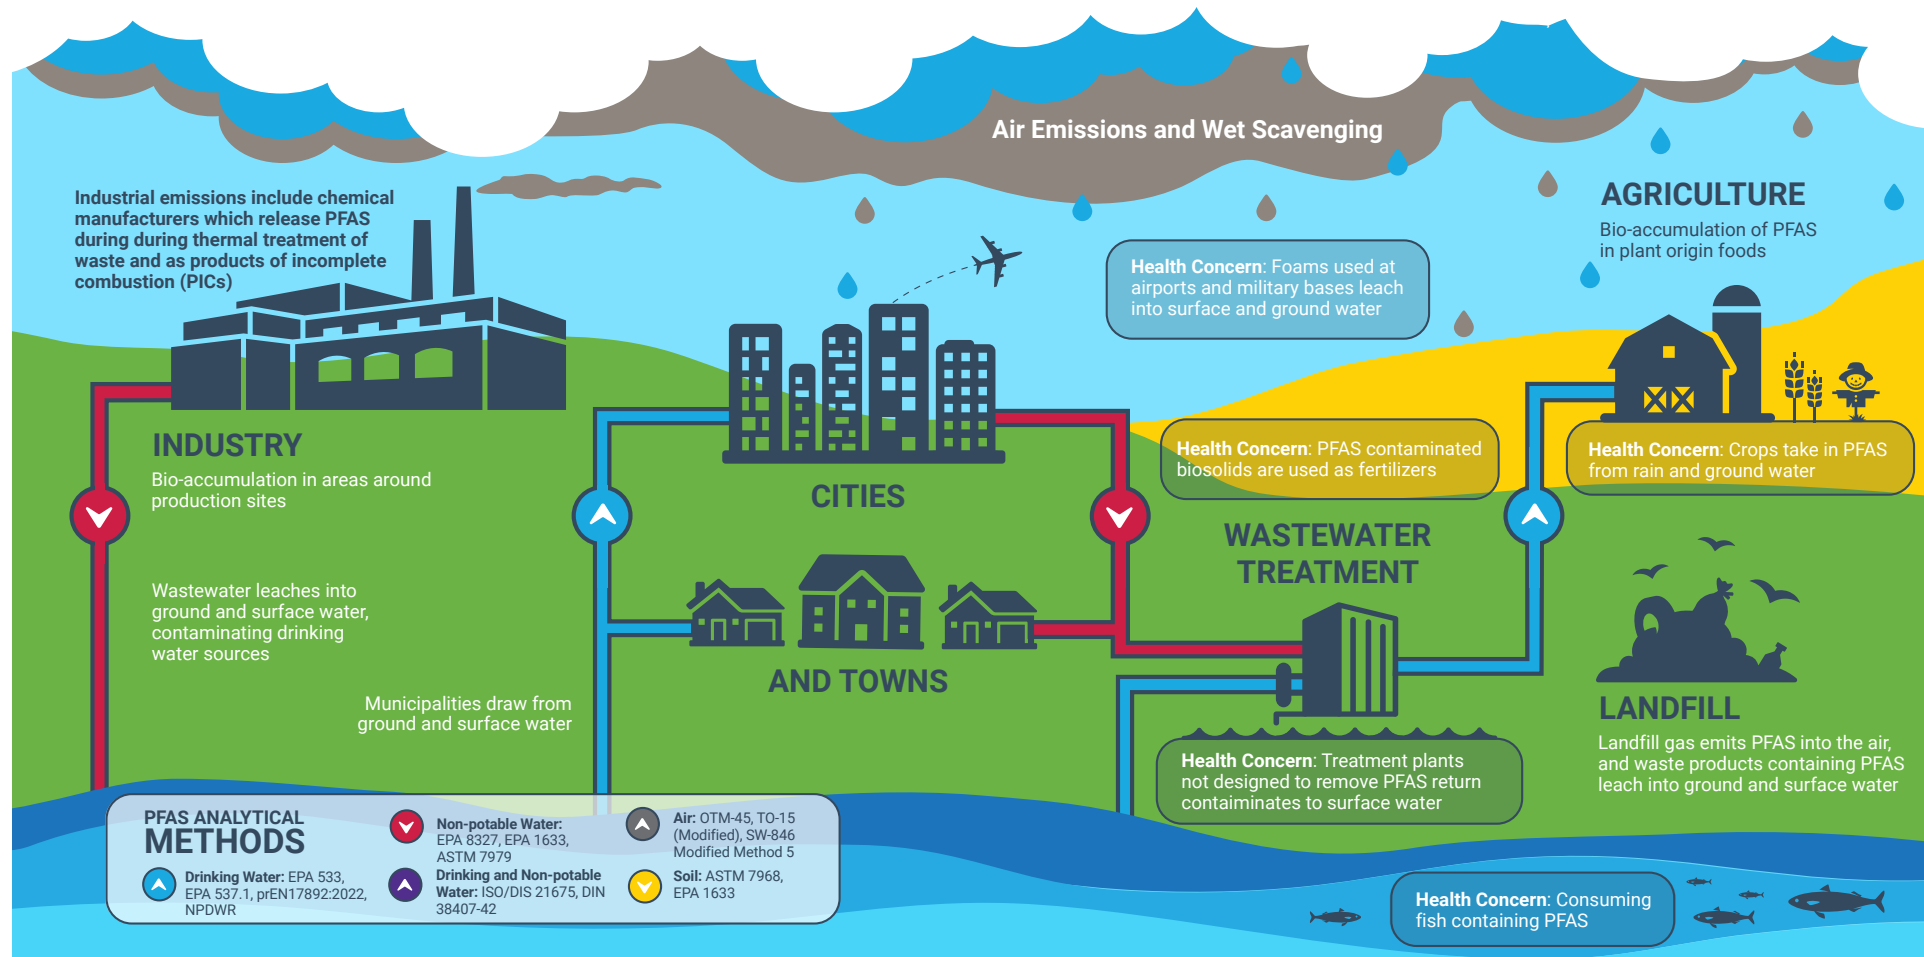 Air Emissions and Wet Scavenging
Industrial emissions include chemical
manufacturers which release PFAS
during during thermal treatment of
waste and as products of incomplete
combustion (PICs)
AGRICULTURE
Bio-accumulation of PFAS
in plant origin foods
Health Concern: Foams used at
airports and military bases leach
into surface and ground water
INDUSTRY
Bio-accumulation in areas around
production sites
Wastewater leaches into
ground and surface water,
contaminating drinking
water sources
Municipalities draw from
ground and surface water
CITIES
AND TOWNS
Health Concern: PFAS contaminated
biosolids are used as fertilizers
Health Concern: Crops take in PFAS
from rain and ground water
WASTEWATER
TREATMENT
Health Concern: Treatment plants
not designed to remove PFAS return
contaiminates to surface water
LANDFILL
Landfill gas emits PFAS into the air,
and waste products containing PFAS
leach into ground and surface water
PFAS ANALYTICAL
METHODS
Drinking Water: EPA 533,
EPA 537.1, prEN17892:2022,
NPDWR
Non-potable Water:
EPA 8327, EPA 1633,
ASTM 7979
Drinking and Non-potable
Water: ISO/DIS 21675, DIN
38407-42
Air: OTM-45, TO-15
(Modified), SW-846
Modified Method 5
Soil: ASTM 7968,
EPA 1633
Health Concern: Consuming
fish containing PFAS